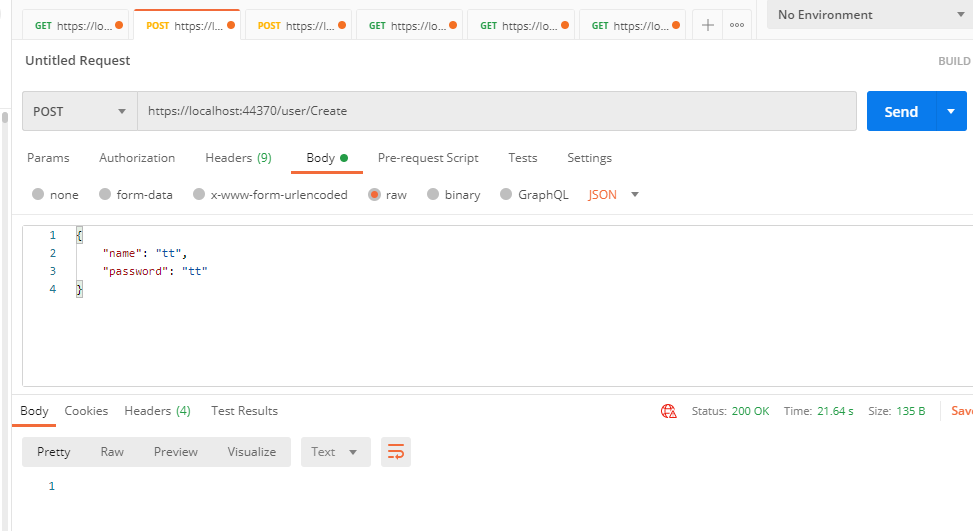 GET https://lo... POST https://l... POST https://l... GET https://lo... GET https://lo... GET https://lo... No Environment
Untitled Request BUILD
POST https://localhost:44370/user/Create Send
Params Authorization Headers (9) Body Pre-request Script Tests Settings
none form-data x-www-form-urlencoded raw binary GraphQL JSON
1 {
2 "name": "tt",
3 "password": "tt"
4 }
Body Cookies Headers (4) Test Results Status: 200 OK Time: 21.64 s Size: 135 B Save
Pretty Raw Preview Visualize Text
1